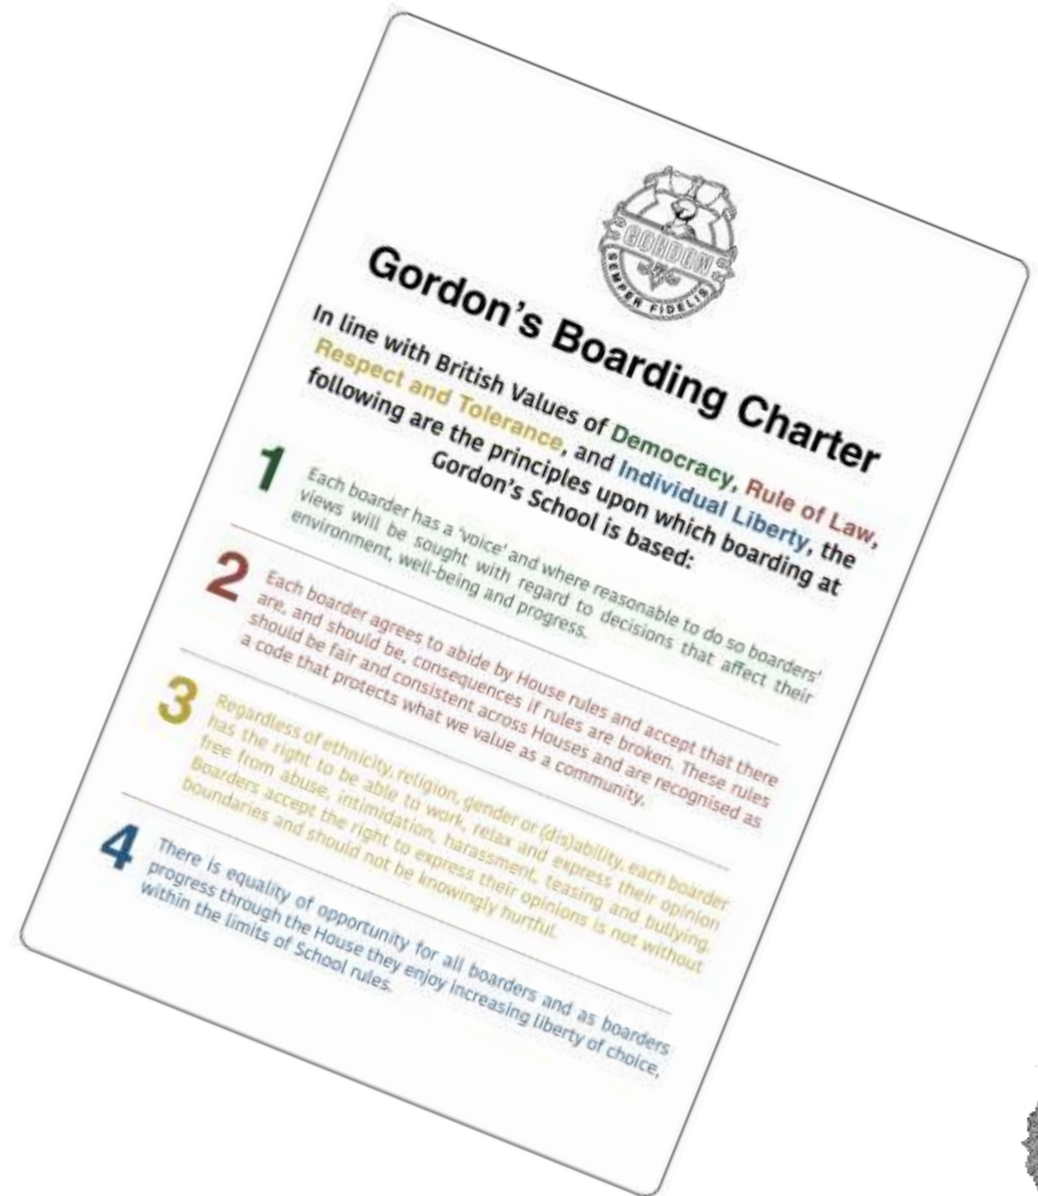 GORDON
SEMPER FIDELIS
Gordon's Boarding Charter
In line with British Values of Democracy, Rule of Law,
Respect and Tolerance, and Individual Liberty, the
following are the principles upon which boarding at
Gordon's School is based:
1
Each boarder has a 'voice' and where reasonable to do so boarders'
views will be sought with regard to decisions that affect their
environment, well-being and progress.
2
Each boarder agrees to abide by House rules and accept that there
are, and should be, consequences if rules are broken. These rules
should be fair and consistent across Houses and are recognised as
a code that protects what we value as a community.
3
Regardless of ethnicity, religion, gender or (dis)ability, each boarder
has the right to be able to work, relax and express their opinion
free from abuse, intimidation, harassment, teasing and bullying.
Boarders accept the right to express their opinions is not without
boundaries and should not be knowingly hurtful.
4
There is equality of opportunity for all boarders and as boarders
progress through the House they enjoy increasing liberty of choice,
within the limits of School rules.